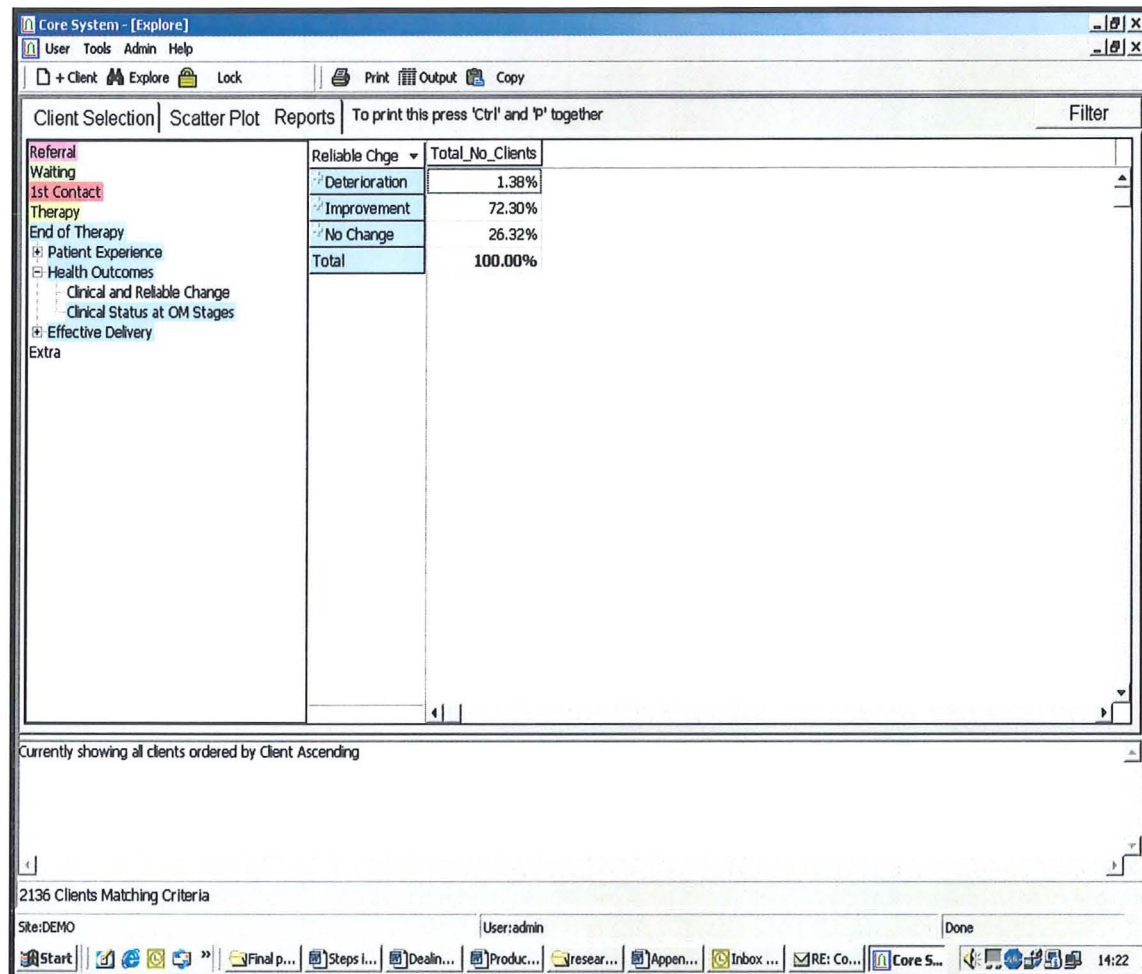 Core System - [Explore]
User Tools Admin Help
+ Client Explore Lock Print Output Copy
Client Selection Scatter Plot Reports To print this press 'Ctrl' and 'P' together Filter
Referral
Waiting
1st Contact
Therapy
End of Therapy
Patient Experience
Health Outcomes
Clinical and Reliable Change
Clinical Status at OM Stages
Effective Delivery
Extra
Reliable Chge Total_No_Clients
Deterioration 1.38%
Improvement 72.30%
No Change 26.32%
Total 100.00%
Currently showing all clients ordered by Client Ascending
2136 Clients Matching Criteria
Site:DEMO User:admin Done
Start » Final p... Steps i... Dealin... Produc... resear... Appen... Inbox ... RE: Co... Core S... 14:22